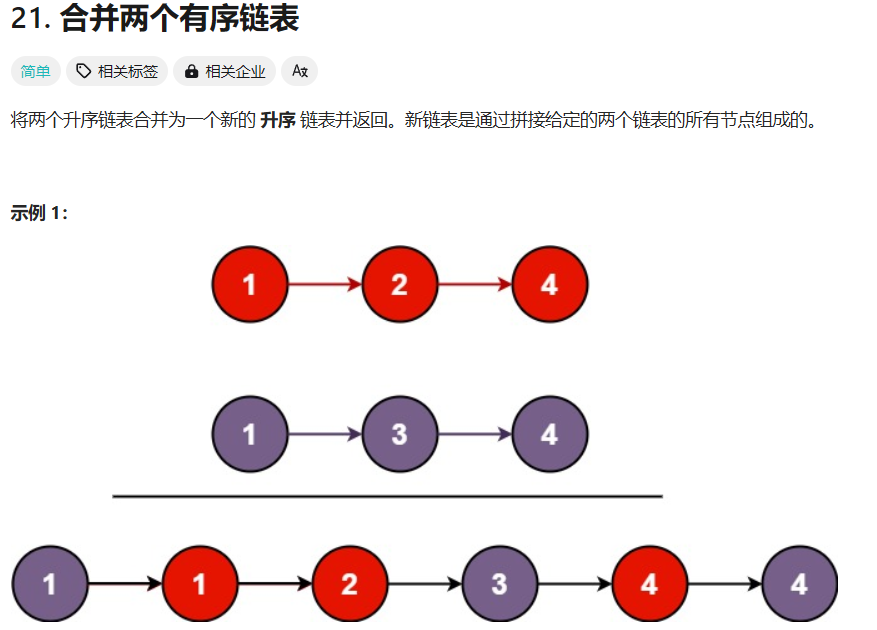 21. 合并两个有序链表
简单 相关标签 相关企业 Aあ
将两个升序链表合并为一个新的 升序 链表并返回。新链表是通过拼接给定的两个链表的所有节点组成的。
示例 1：
1 2 4
1 3 4
1 1 2 3 4 4